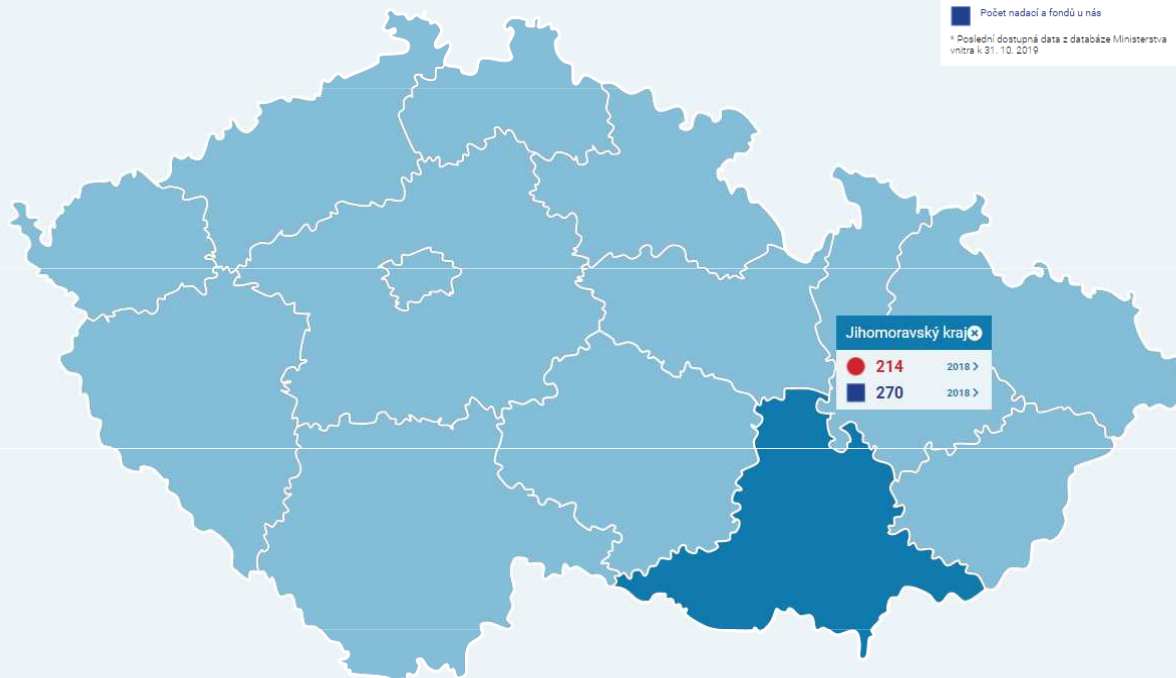 Počet nadací a fondů u nás
* Poslední dostupná data z databáze Ministerstva
vnitra k 31. 10. 2019
Jihomoravský kraj
214 2018
270 2018